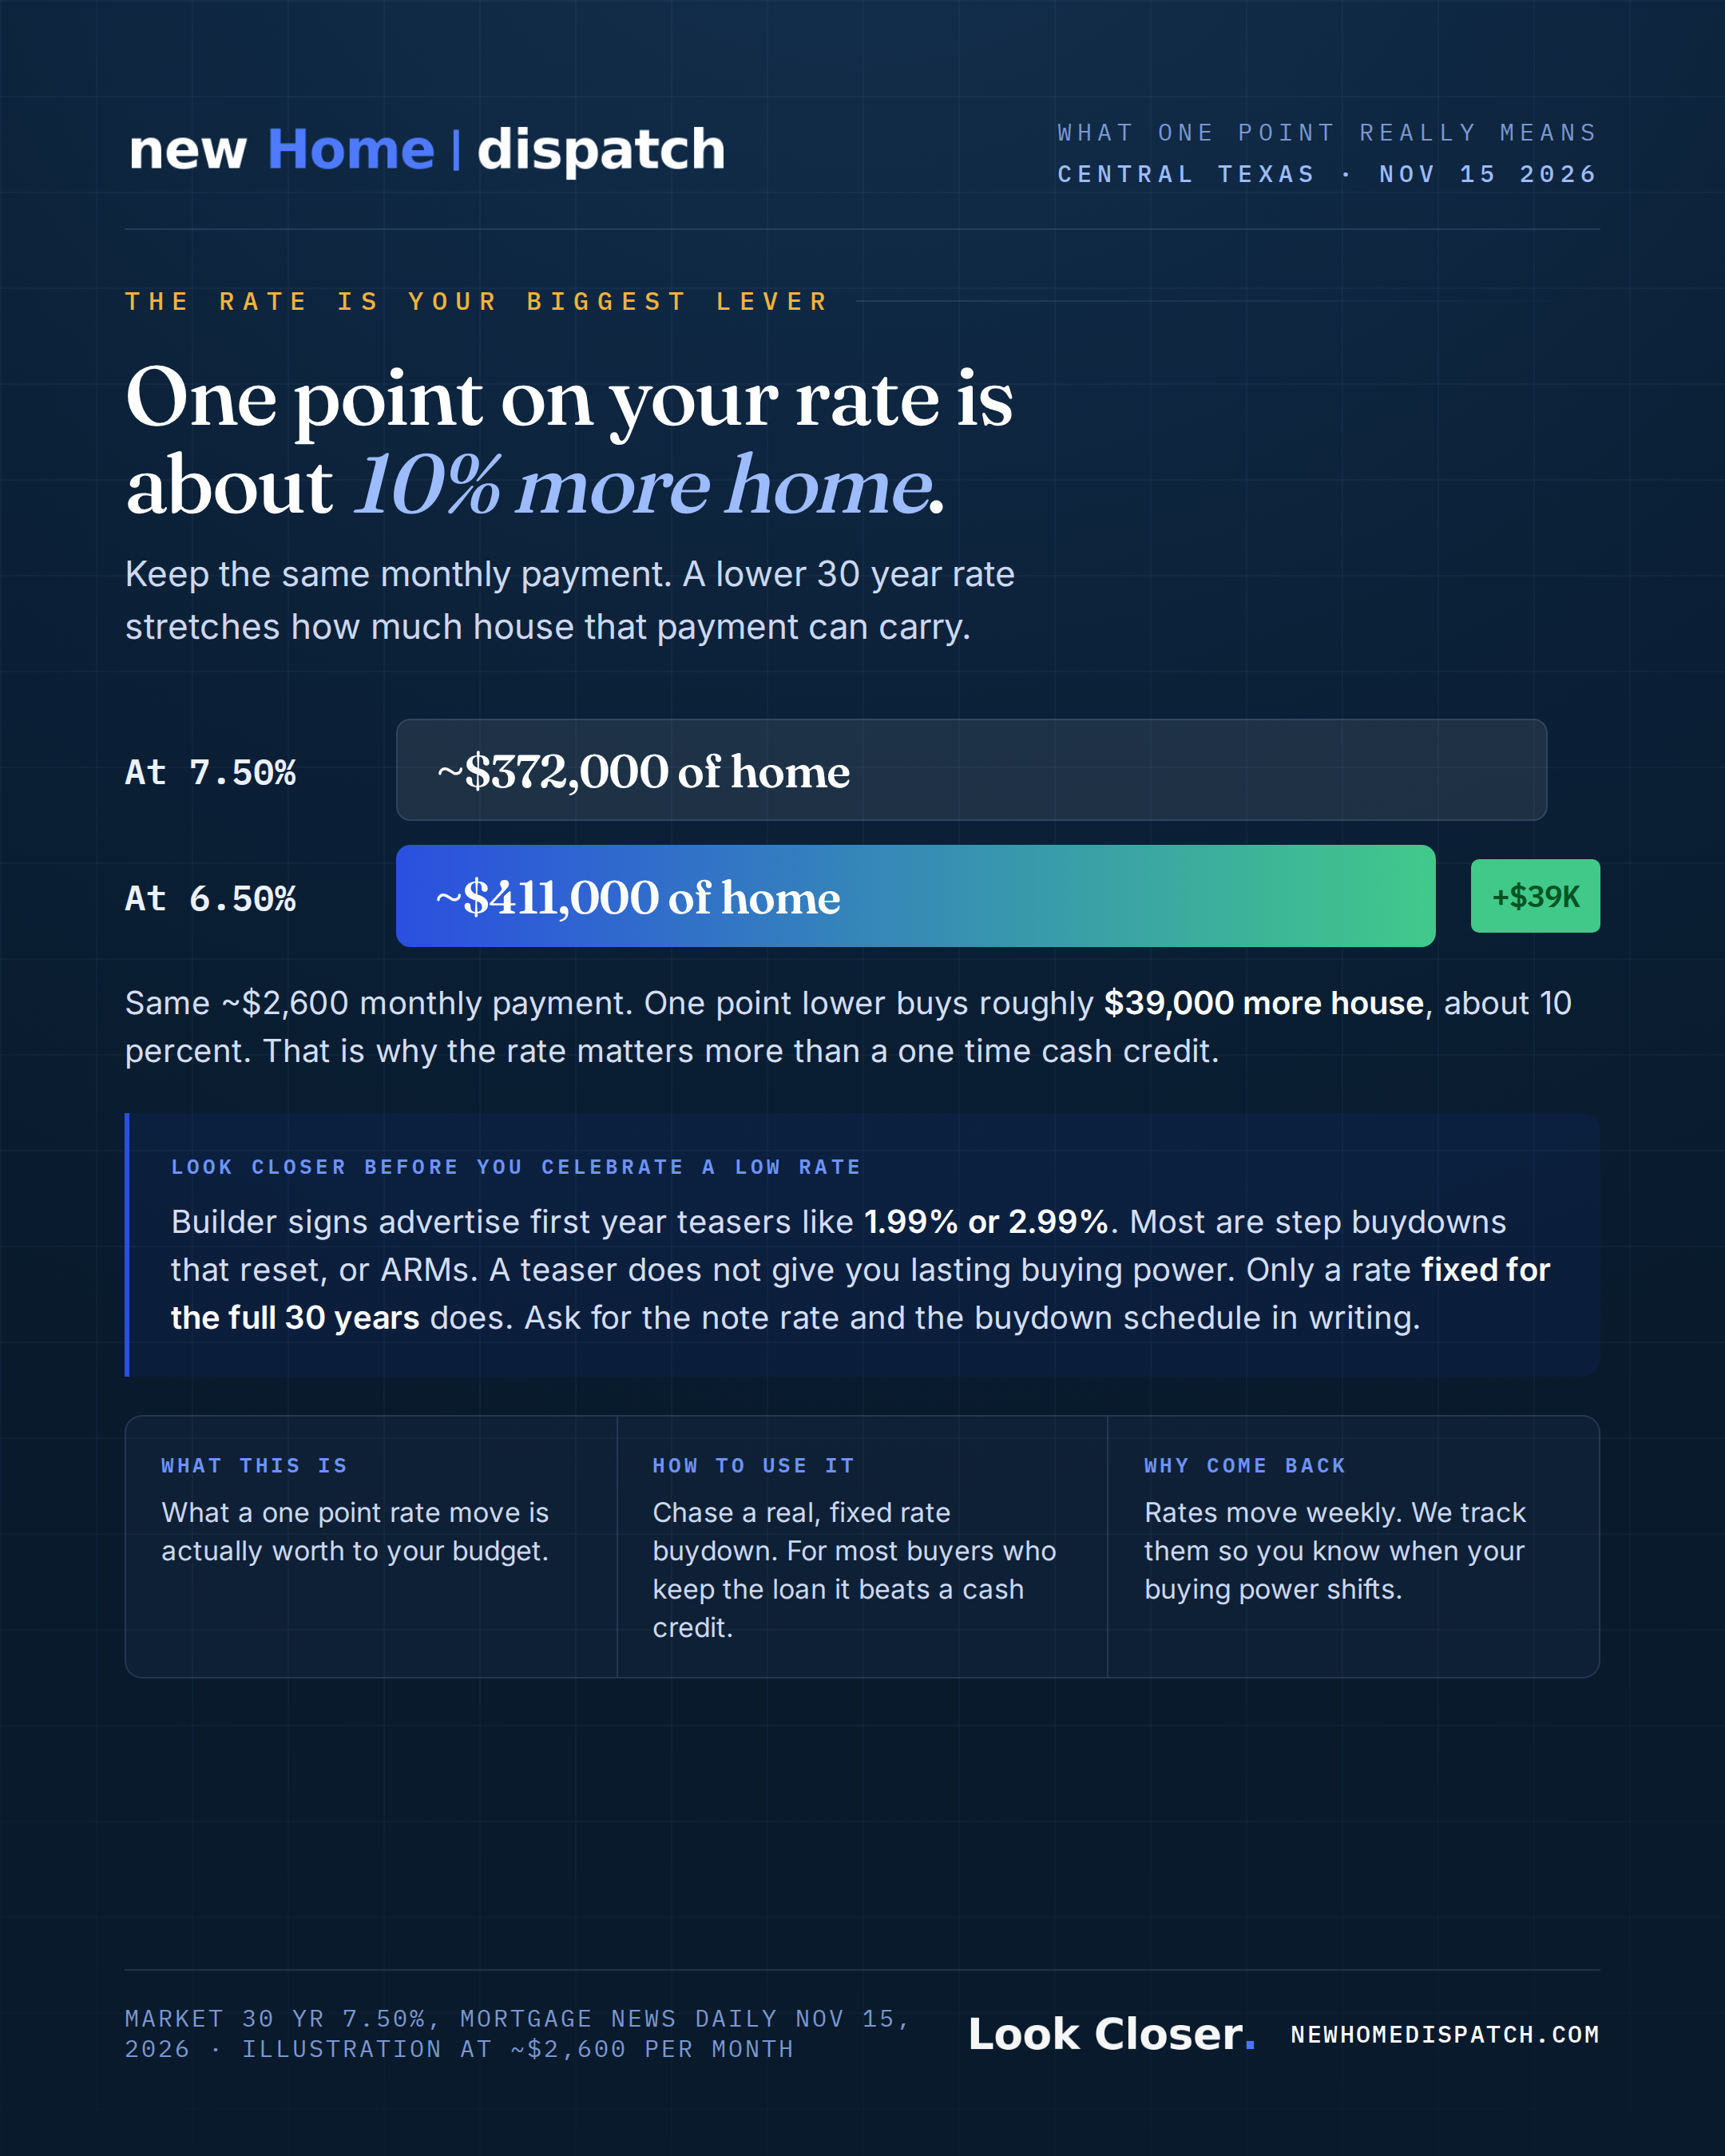 new Home | dispatch
WHAT ONE POINT REALLY MEANS
CENTRAL TEXAS · NOV 15 2026
THE RATE IS YOUR BIGGEST LEVER
One point on your rate is
about 10% more home.
Keep the same monthly payment. A lower 30 year rate
stretches how much house that payment can carry.
At 7.50%
~$372,000 of home
At 6.50%
~$411,000 of home
+$39K
Same ~$2,600 monthly payment. One point lower buys roughly $39,000 more house, about 10
percent. That is why the rate matters more than a one time cash credit.
LOOK CLOSER BEFORE YOU CELEBRATE A LOW RATE
Builder signs advertise first year teasers like 1.99% or 2.99%. Most are step buydowns
that reset, or ARMs. A teaser does not give you lasting buying power. Only a rate fixed for
the full 30 years does. Ask for the note rate and the buydown schedule in writing.
WHAT THIS IS
What a one point rate move is
actually worth to your budget.
HOW TO USE IT
Chase a real, fixed rate
buydown. For most buyers who
keep the loan it beats a cash
credit.
WHY COME BACK
Rates move weekly. We track
them so you know when your
buying power shifts.
MARKET 30 YR 7.50%, MORTGAGE NEWS DAILY NOV 15,
2026 · ILLUSTRATION AT ~$2,600 PER MONTH
Look Closer.
NEWHOMEDISPATCH.COM